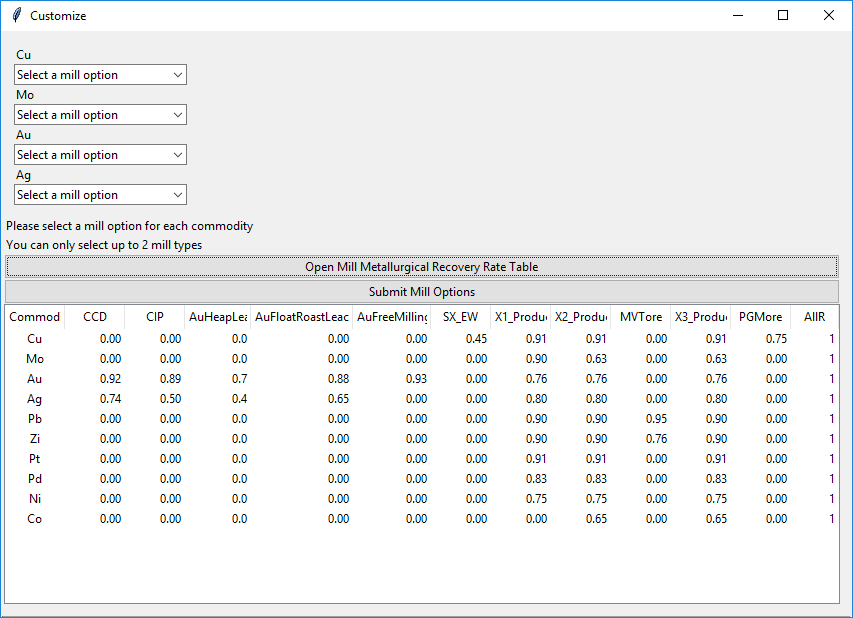 Customize
Cu
Select a mill option
Mo
Select a mill option
Au
Select a mill option
Ag
Select a mill option
Please select a mill option for each commodity
You can only select up to 2 mill types
Open Mill Metallurgical Recovery Rate Table
Submit Mill Options
Commod CCD CIP AuHeapLea AuFloatRoastLeac AuFreeMilling SX_EW X1_Produc X2_Produc MVTore X3_Produc PGMore AllR
Cu 0.00 0.00 0.0 0.00 0.00 0.45 0.91 0.91 0.00 0.91 0.75 1
Mo 0.00 0.00 0.0 0.00 0.00 0.00 0.90 0.63 0.00 0.63 0.00 1
Au 0.92 0.89 0.7 0.88 0.93 0.00 0.76 0.76 0.00 0.76 0.00 1
Ag 0.74 0.50 0.4 0.65 0.00 0.00 0.80 0.80 0.00 0.80 0.00 1
Pb 0.00 0.00 0.0 0.00 0.00 0.00 0.90 0.90 0.95 0.90 0.00 1
Zi 0.00 0.00 0.0 0.00 0.00 0.00 0.90 0.90 0.76 0.90 0.00 1
Pt 0.00 0.00 0.0 0.00 0.00 0.00 0.91 0.91 0.00 0.91 0.00 1
Pd 0.00 0.00 0.0 0.00 0.00 0.00 0.83 0.83 0.00 0.83 0.00 1
Ni 0.00 0.00 0.0 0.00 0.00 0.00 0.75 0.75 0.00 0.75 0.00 1
Co 0.00 0.00 0.0 0.00 0.00 0.00 0.00 0.65 0.00 0.65 0.00 1